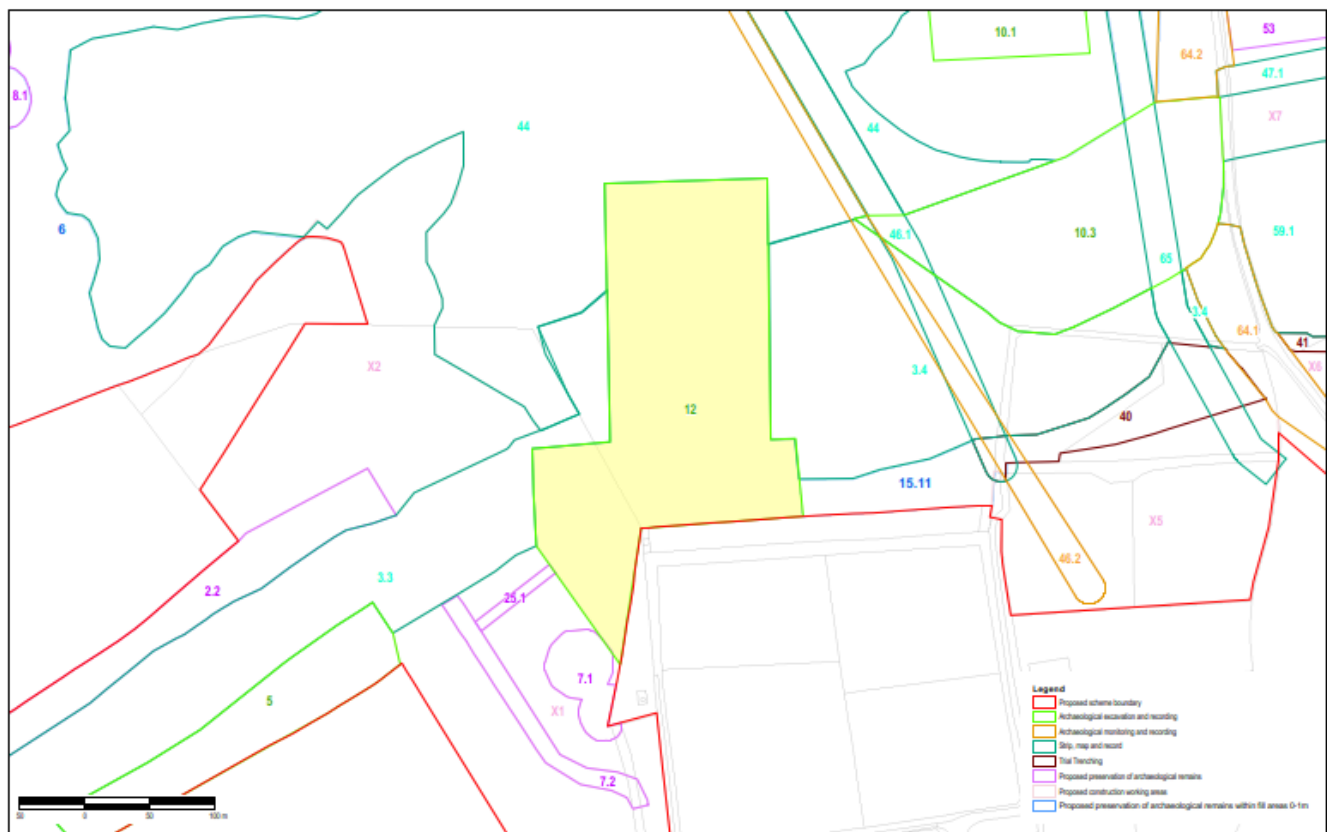 10.1
53
64.2
47.1
8.1
44
44
X7
6
46.1
10.3
59.1
65
3.4
64.1
41
X6
X2
3.4
12
40
15.11
X5
46.2
3.3
2.2
25.1
7.1
5
X1
7.2
Legend
Proposed scheme boundary
Archaeological excavation and recording
Archaeological monitoring and recording
Strip, map and record
Trial Trenching
Proposed preservation of archaeological remains
Proposed construction working areas
Proposed preservation of archaeological remains within fill areas 0-1m
50 0 50 100 m